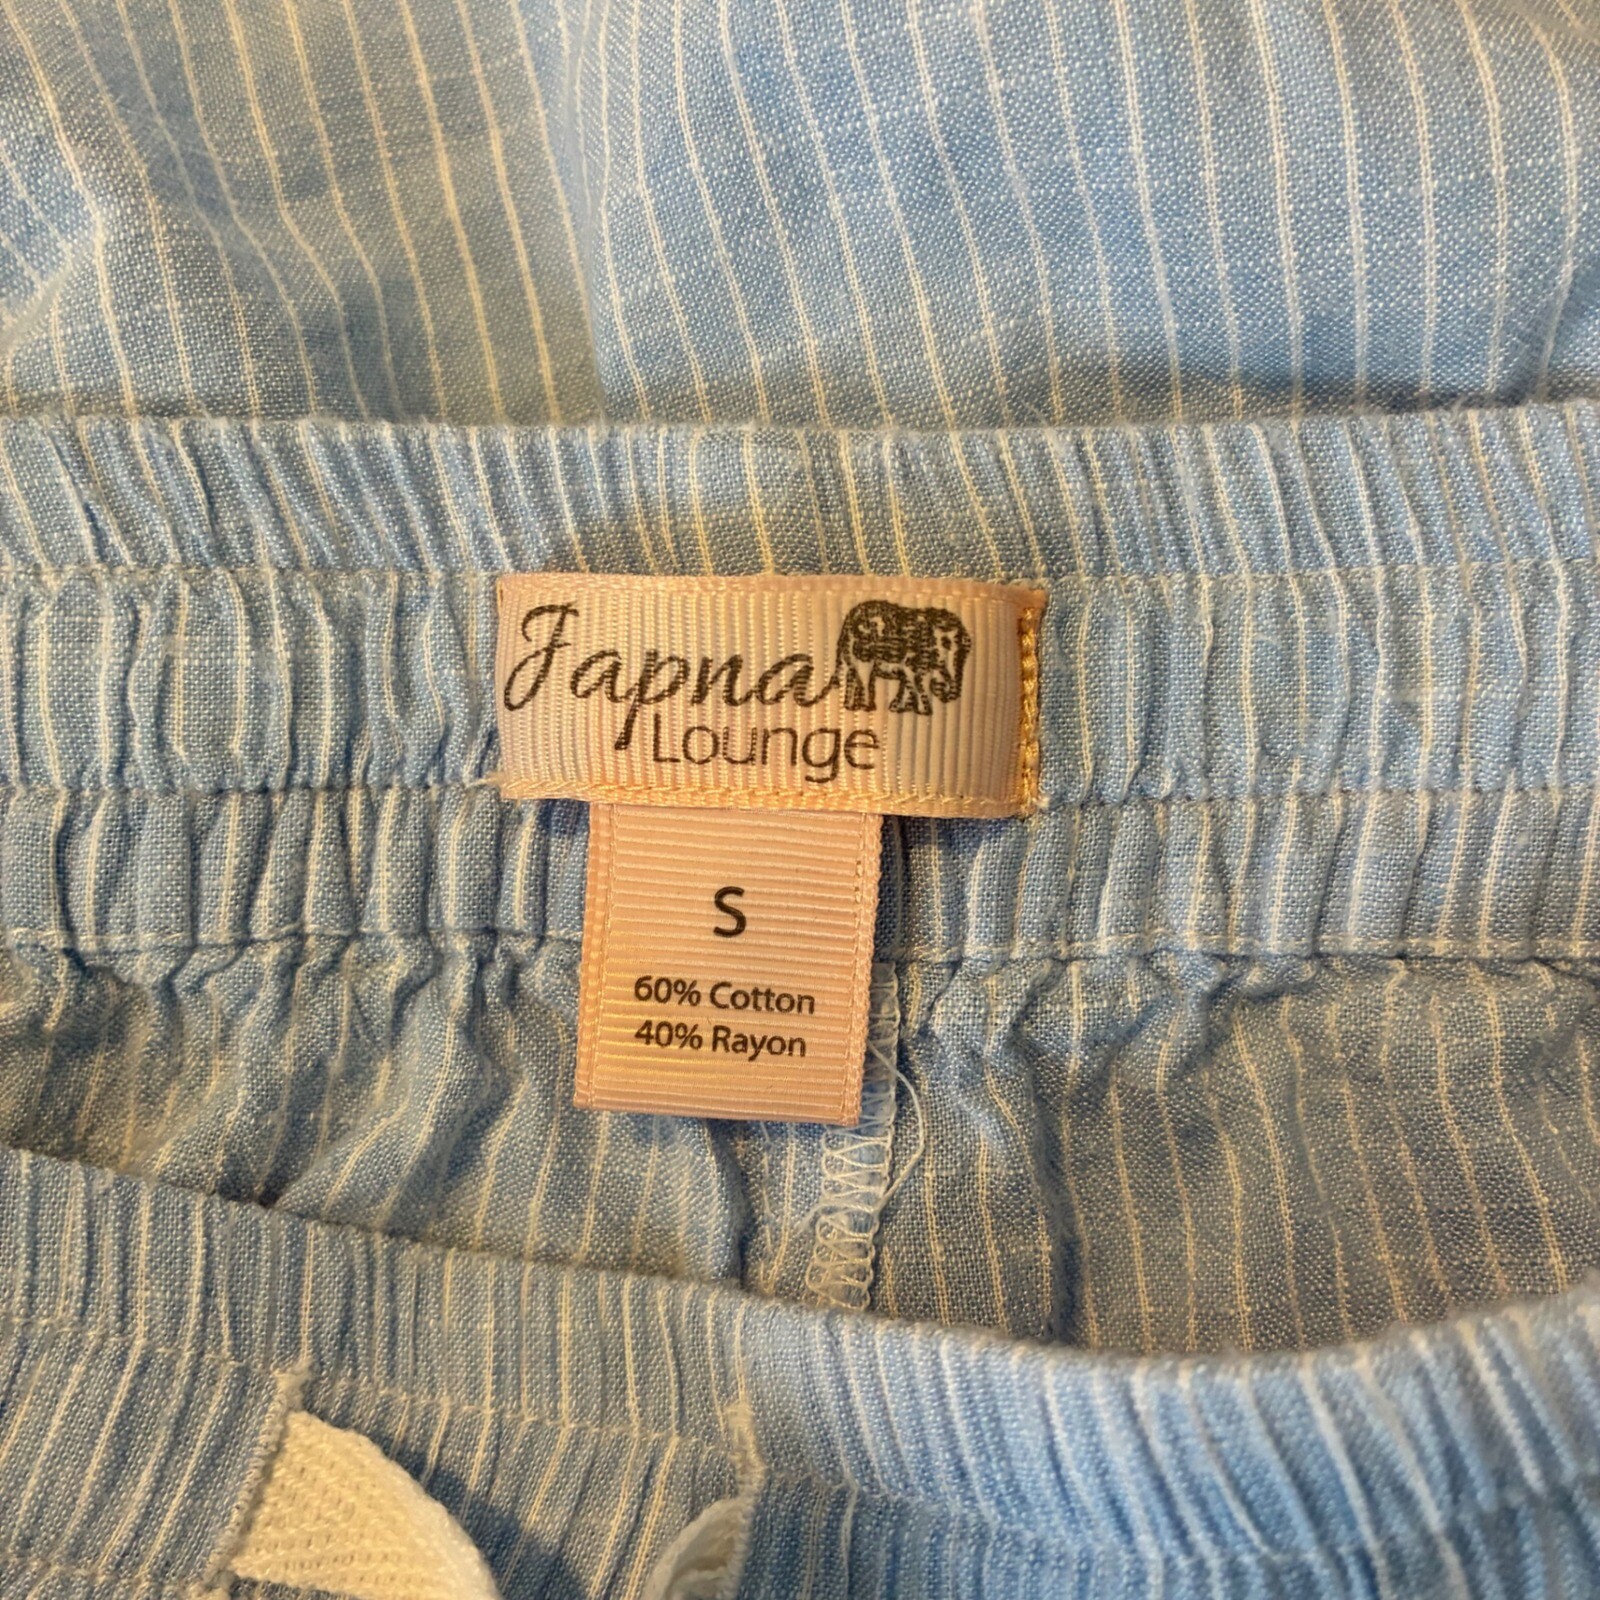 Japna
Lounge
S
60% Cotton
40% Rayon